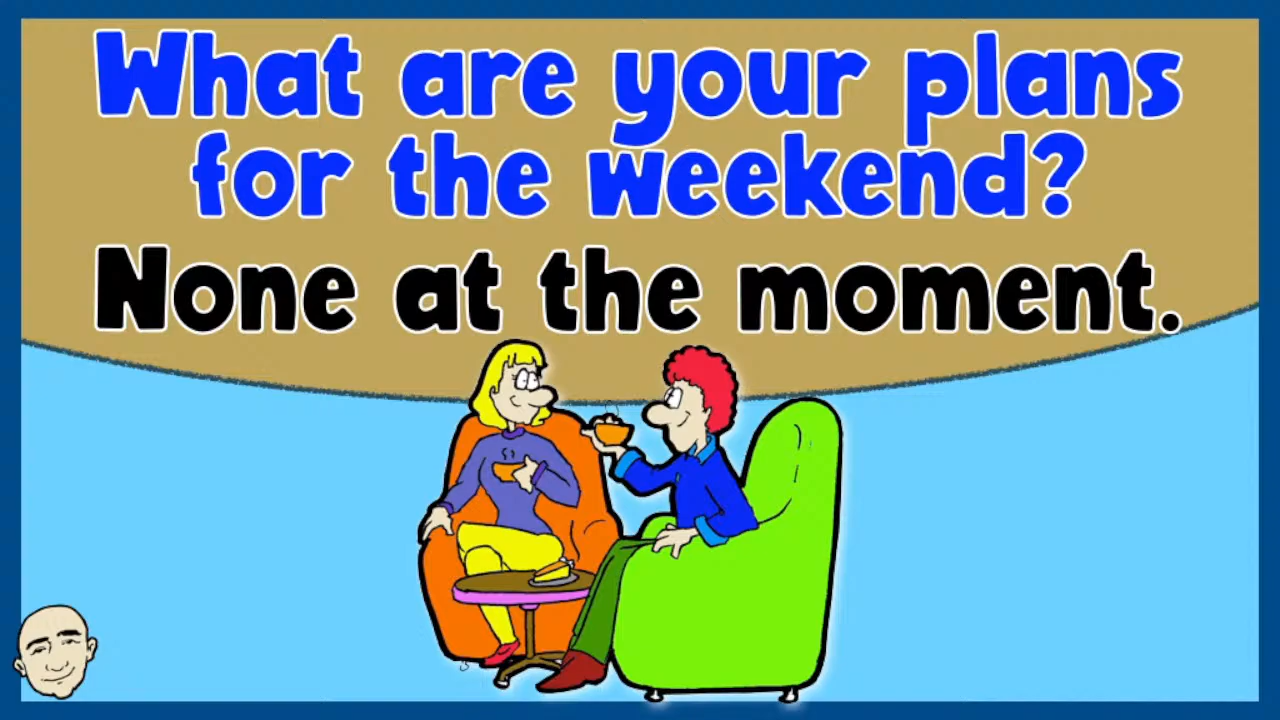 What are your plans
for the weekend?
None at the moment.